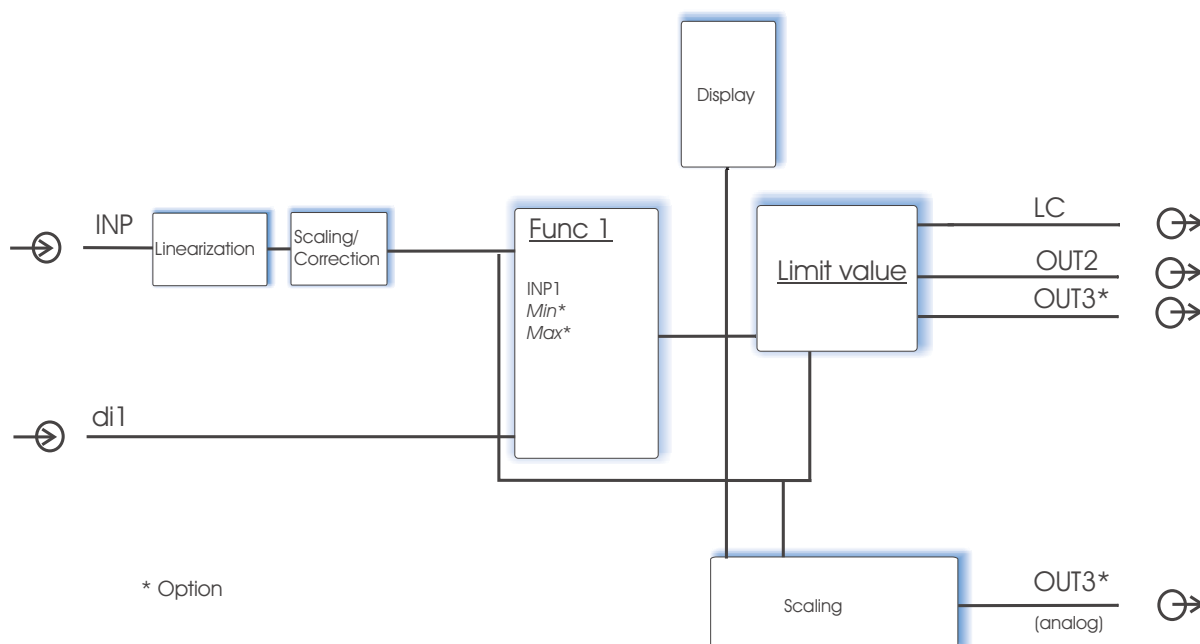 Display
INP
Linearization
Scaling/
Correction
Func 1
INP1
Min*
Max*
Limit value
LC
OUT2
OUT3*
di1
* Option
Scaling
OUT3*
(analog)